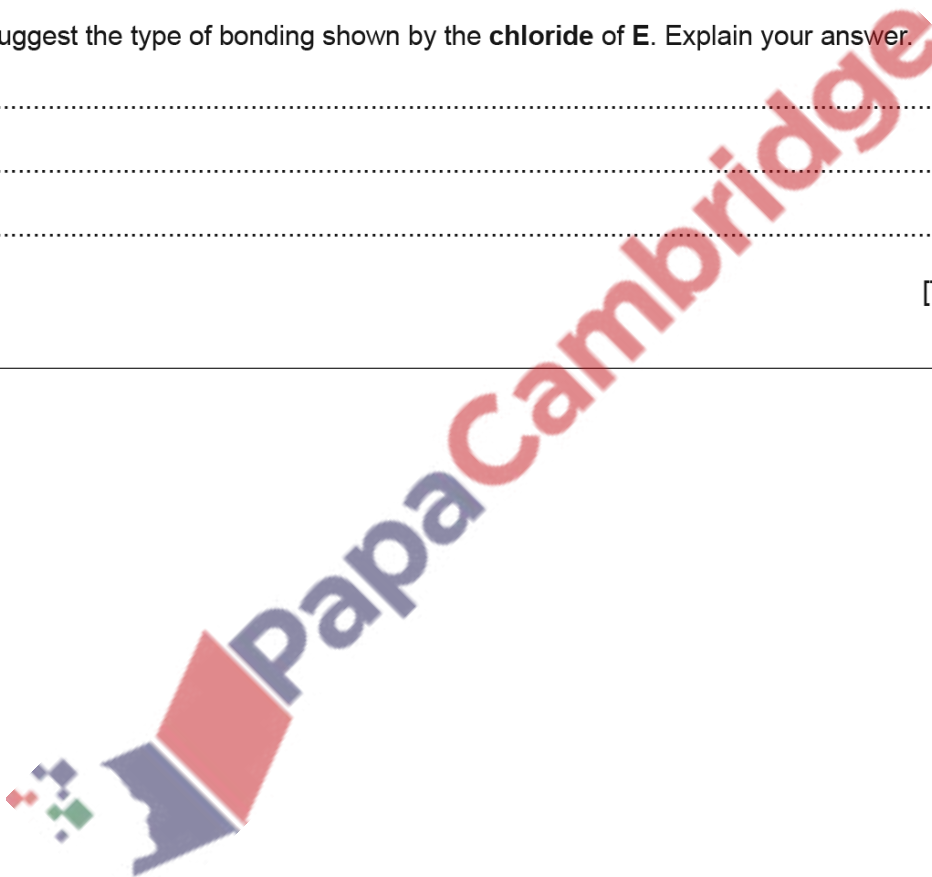 uggest the type of bonding shown by the chloride of E. Explain your answer.
[
PapaCambridge